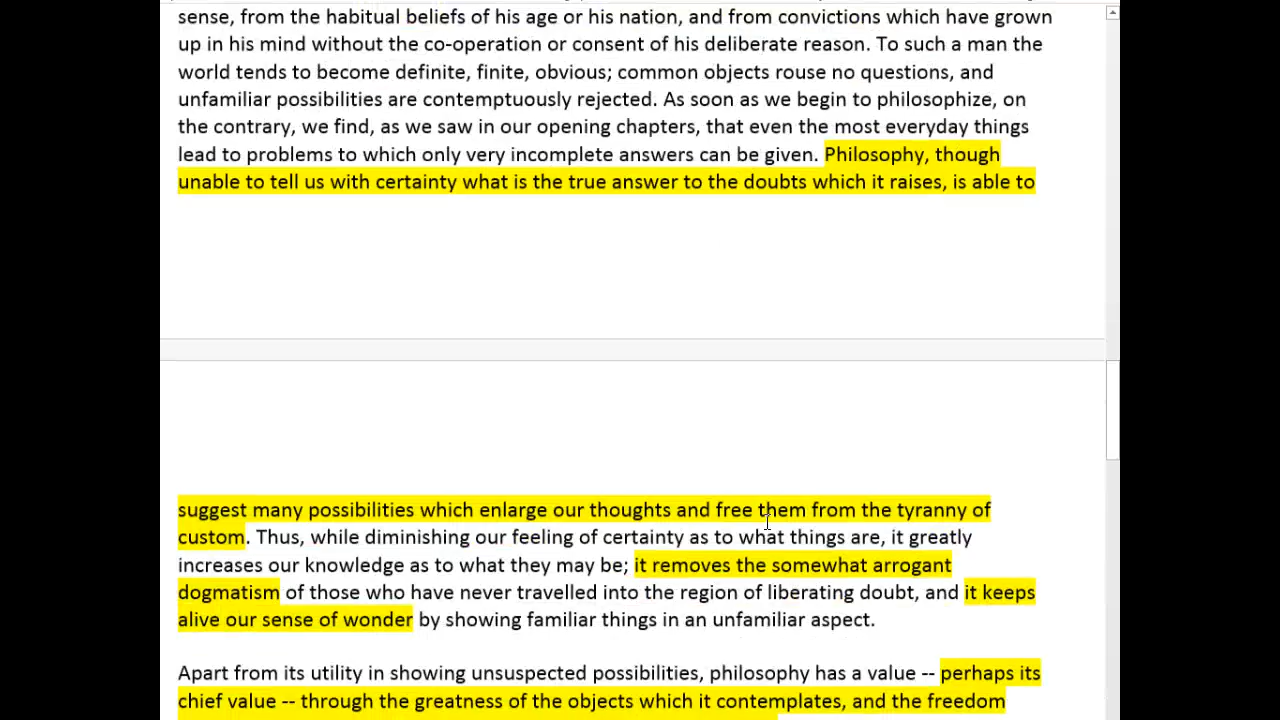 sense, from the habitual beliefs of his age or his nation, and from convictions which have grown
up in his mind without the co-operation or consent of his deliberate reason. To such a man the
world tends to become definite, finite, obvious; common objects rouse no questions, and
unfamiliar possibilities are contemptuously rejected. As soon as we begin to philosophize, on
the contrary, we find, as we saw in our opening chapters, that even the most everyday things
lead to problems to which only very incomplete answers can be given. Philosophy, though
unable to tell us with certainty what is the true answer to the doubts which it raises, is able to
suggest many possibilities which enlarge our thoughts and free them from the tyranny of
custom. Thus, while diminishing our feeling of certainty as to what things are, it greatly
increases our knowledge as to what they may be; it removes the somewhat arrogant
dogmatism of those who have never travelled into the region of liberating doubt, and it keeps
alive our sense of wonder by showing familiar things in an unfamiliar aspect.
Apart from its utility in showing unsuspected possibilities, philosophy has a value -- perhaps its
chief value -- through the greatness of the objects which it contemplates, and the freedom